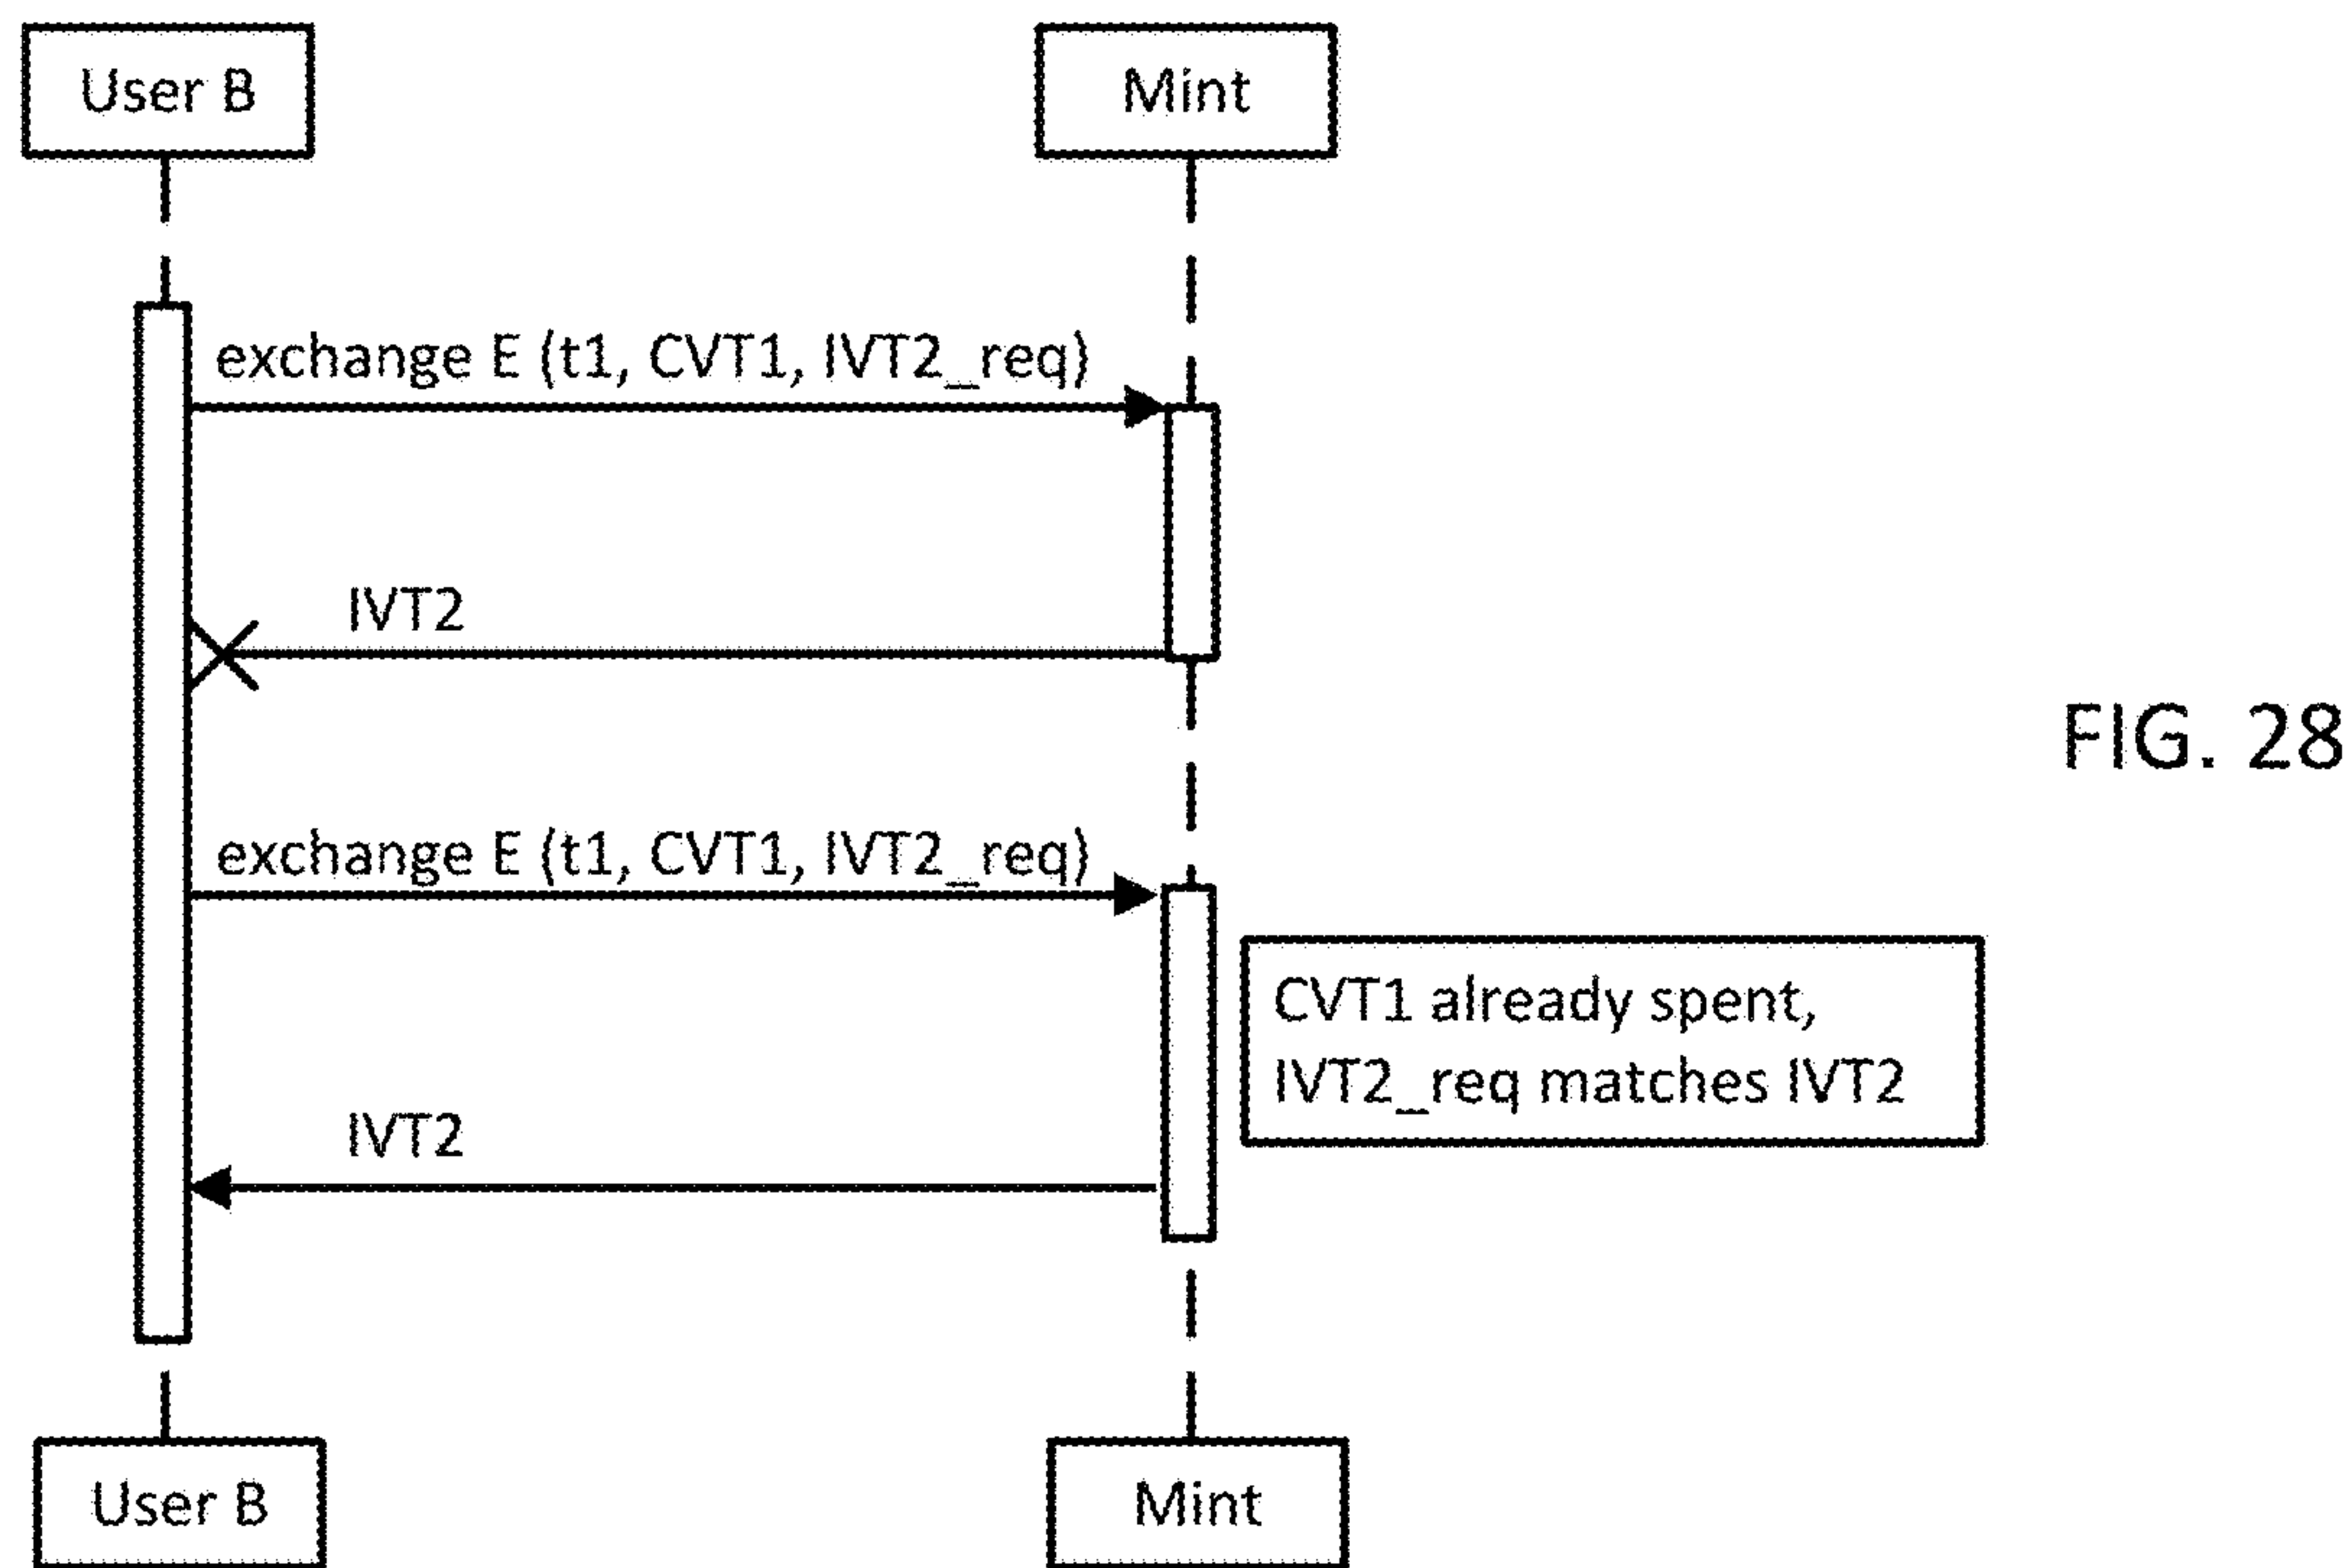 User B
Mint
exchange E (t1, CVT1, IVT2_req)
IVT2
FIG. 28
exchange E (t1, CVT1, IVT2_req)
CVT1 already spent,
IVT2_req matches IVT2
IVT2
User B
Mint